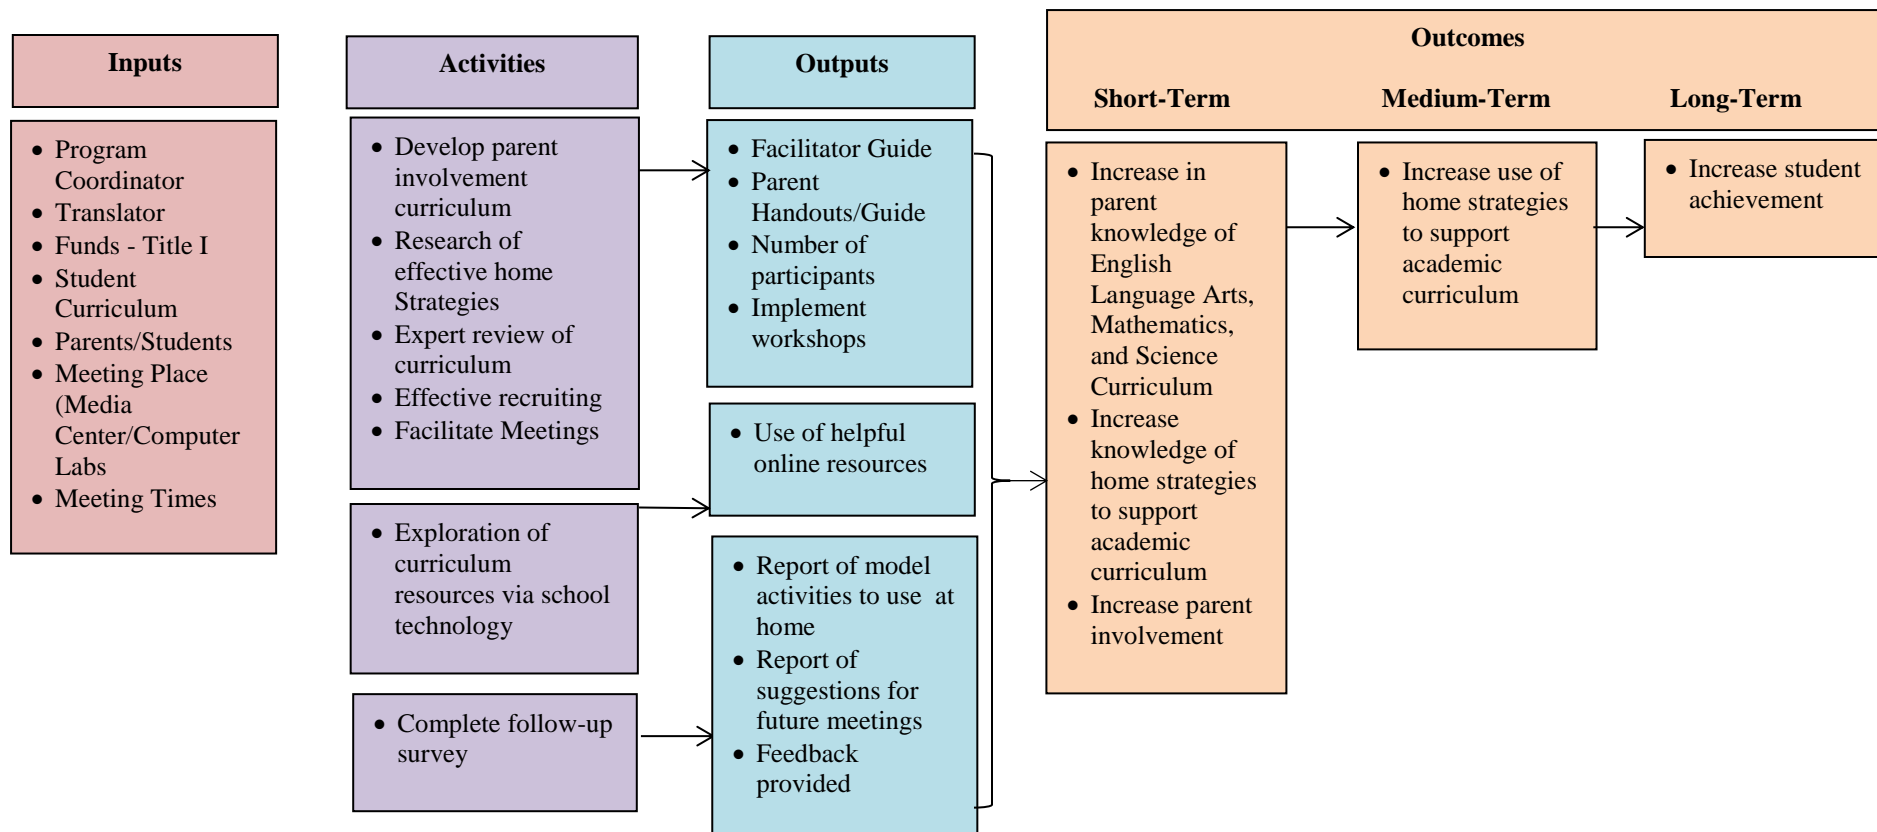 Inputs
• Program
Coordinator
• Translator
• Funds - Title I
• Student
Curriculum
• Parents/Students
• Meeting Place
(Media
Center/Computer
Labs
• Meeting Times
Activities
• Develop parent
involvement
curriculum
• Research of
effective home
Strategies
• Expert review of
curriculum
• Effective recruiting
• Facilitate Meetings
• Exploration of
curriculum
resources via school
technology
• Complete follow-up
survey
Outputs
• Facilitator Guide
• Parent
Handouts/Guide
• Number of
participants
• Implement
workshops
• Use of helpful
online resources
• Report of model
activities to use at
home
• Report of
suggestions for
future meetings
• Feedback
provided
Outcomes
Short-Term Medium-Term Long-Term
• Increase in
parent
knowledge of
English
Language Arts,
Mathematics,
and Science
Curriculum
• Increase
knowledge of
home strategies
to support
academic
curriculum
• Increase parent
involvement
• Increase use of
home strategies
to support
academic
curriculum
• Increase student
achievement